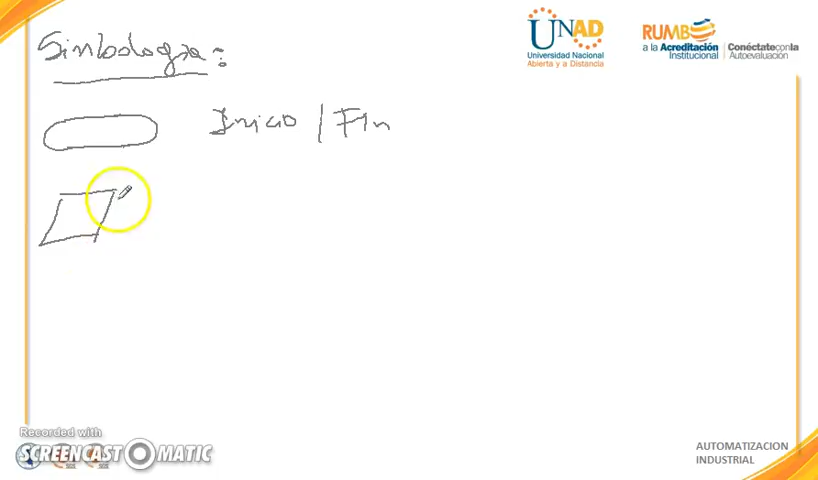 Simbología:
Inicio / Fin
UNAD
Universidad Nacional
Abierta y a Distancia
RUMBO
a la Acreditación
Institucional
Conéctate con la
Autoevaluación
Recorded with
SCREENCAST MATIC
AUTOMATIZACION
INDUSTRIAL